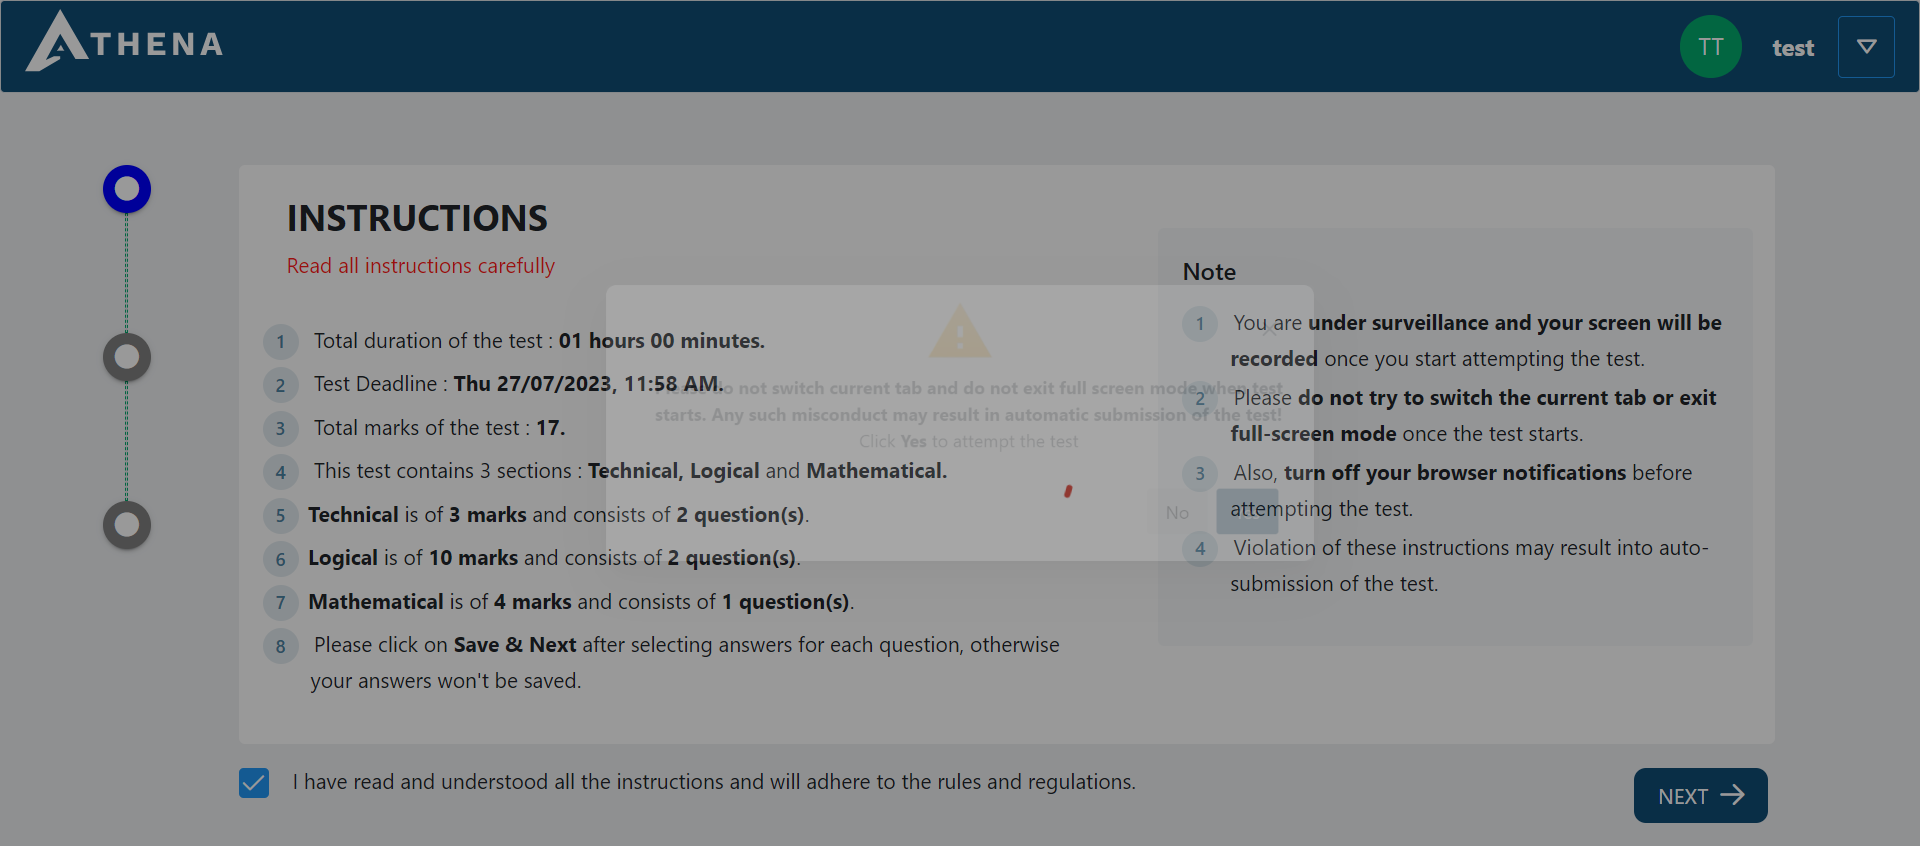 ATHENA
TT
test
INSTRUCTIONS
Read all instructions carefully
1 Total duration of the test : 01 hours 00 minutes.
2 Test Deadline : Thu 27/07/2023, 11:58 AM.
3 Total marks of the test : 17.
4 This test contains 3 sections : Technical, Logical and Mathematical.
5 Technical is of 3 marks and consists of 2 question(s).
6 Logical is of 10 marks and consists of 2 question(s).
7 Mathematical is of 4 marks and consists of 1 question(s).
8 Please click on Save & Next after selecting answers for each question, otherwise
your answers won't be saved.
Note
1 You are under surveillance and your screen will be
recorded once you start attempting the test.
2 Please do not try to switch the current tab or exit
full-screen mode once the test starts.
3 Also, turn off your browser notifications before
attempting the test.
4 Violation of these instructions may result into auto-
submission of the test.
Please do not switch current tab and do not exit full screen mode when test
starts. Any such misconduct may result in automatic submission of the test!
Click Yes to attempt the test
No
I have read and understood all the instructions and will adhere to the rules and regulations.
NEXT